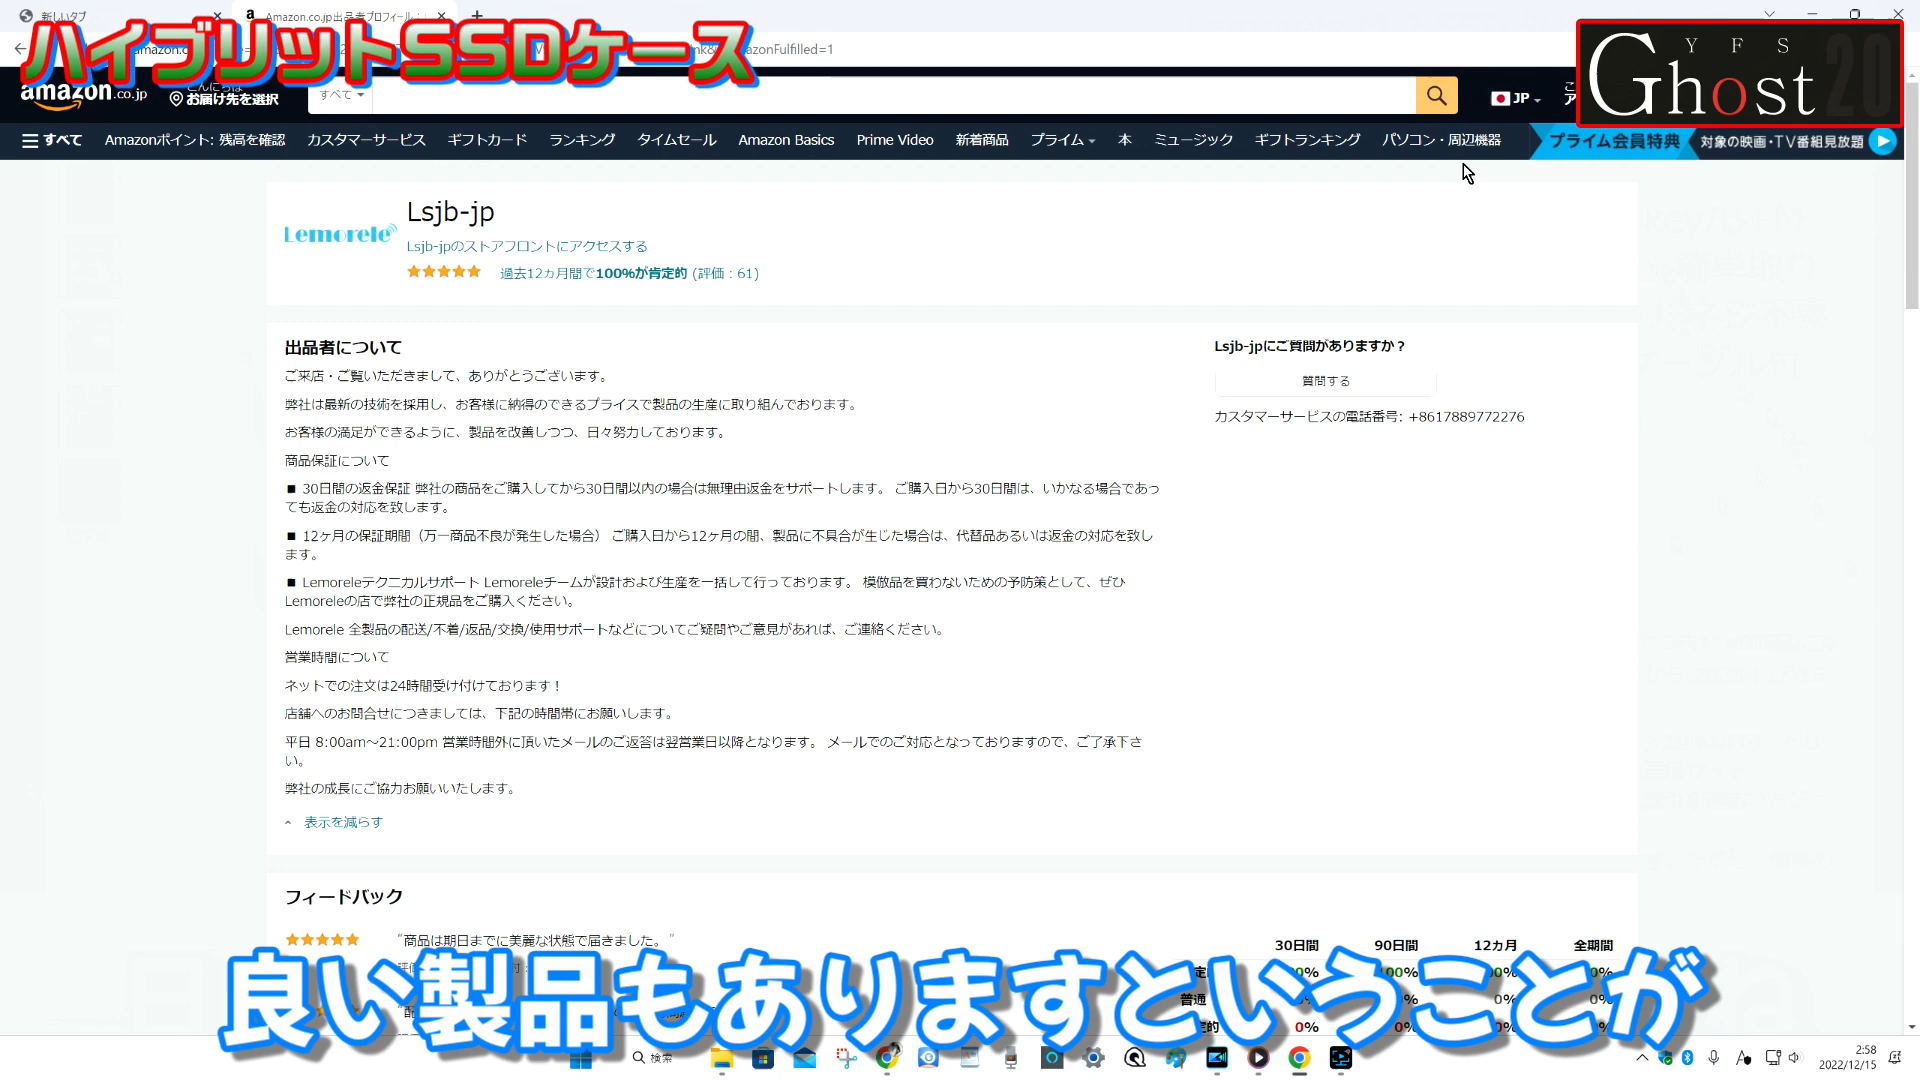 新しいタブ
Amazon.co.jp出品者プロフィール：
ハイブリットSSDケース
azonFulfilled=1
Y F S
Ghost 20
amazon.co.jp
お届け先を選択
すべて
JP
すべて
Amazonポイント: 残高を確認
カスタマーサービス
ギフトカード
ランキング
タイムセール
Amazon Basics
Prime Video
新着商品
プライム
本
ミュージック
ギフトランキング
パソコン・周辺機器
プライム会員特典
対象の映画・TV番組見放題
Lsjb-jp
Lemorele
Lsjb-jpのストアフロントにアクセスする
過去12ヵ月間で100%が肯定的 (評価：61)
出品者について
ご来店・ご覧いただきまして、ありがとうございます。
弊社は最新の技術を採用し、お客様に納得のできるプライスで製品の生産に取り組んでおります。
お客様の満足ができるように、製品を改善しつつ、日々努力しております。
商品保証について
■ 30日間の返金保証 弊社の商品をご購入してから30日間以内の場合は無理由返金をサポートします。 ご購入日から30日間は、いかなる場合であっ
ても返金の対応を致します。
■ 12ヶ月の保証期間（万一商品不良が発生した場合） ご購入日から12ヶ月の間、製品に不具合が生じた場合は、代替品あるいは返金の対応を致し
ます。
■ Lemoreleテクニカルサポート Lemoreleチームが設計および生産を一括して行っております。 模倣品を買わないための予防策として、ぜひ
Lemoreleの店で弊社の正規品をご購入ください。
Lemorele 全製品の配送/不着/返品/交換/使用サポートなどについてご疑問やご意見があれば、ご連絡ください。
営業時間について
ネットでの注文は24時間受け付けております！
店舗へのお問合せにつきましては、下記の時間帯にお願いします。
平日 8:00am～21:00pm 営業時間外に頂いたメールのご返答は翌営業日以降となります。 メールでのご対応となっておりますので、ご了承下さ
い。
弊社の成長にご協力お願いいたします。
表示を減らす
Lsjb-jpにご質問がありますか？
質問する
カスタマーサービスの電話番号: +8617889772276
フィードバック
“商品は期日までに美麗な状態で届きました。”
30日間 90日間 12カ月 全期間
普通
0% 0%
0% 0%
良い製品もありますということが
検索
2:58
2022/12/15